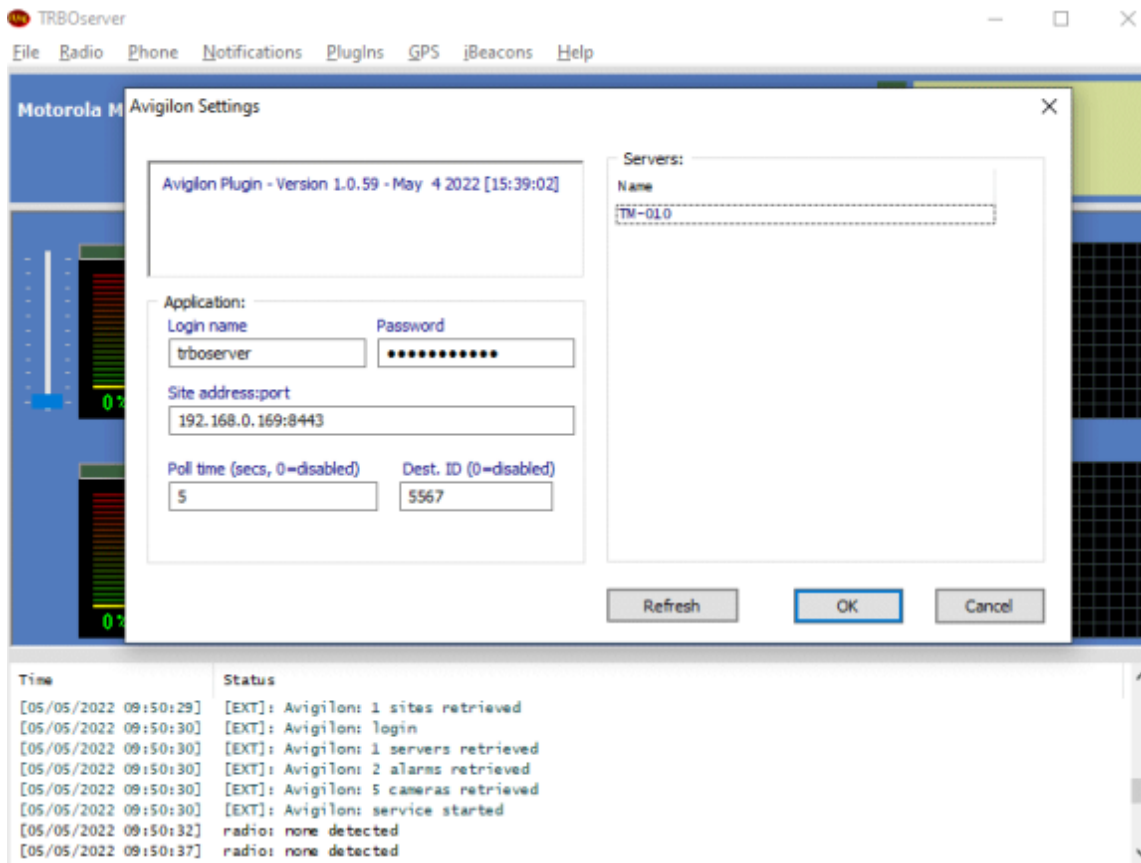 TRBOserver
File Radio Phone Notifications PlugIns GPS iBeacons Help
Motorola M
Avigilon Settings
Avigilon Plugin - Version 1.0.59 - May 4 2022 [15:39:02]
Application:
Login name Password
trboserver •••••••••••
Site address:port
192.168.0.169:8443
Poll time (secs, 0=disabled) Dest. ID (0=disabled)
5 5567
Servers:
Name
TM-010
Refresh OK Cancel
0%
0%
Time Status
[05/05/2022 09:50:29] [EXT]: Avigilon: 1 sites retrieved
[05/05/2022 09:50:30] [EXT]: Avigilon: login
[05/05/2022 09:50:30] [EXT]: Avigilon: 1 servers retrieved
[05/05/2022 09:50:30] [EXT]: Avigilon: 2 alarms retrieved
[05/05/2022 09:50:30] [EXT]: Avigilon: 5 cameras retrieved
[05/05/2022 09:50:30] [EXT]: Avigilon: service started
[05/05/2022 09:50:32] radio: none detected
[05/05/2022 09:50:37] radio: none detected